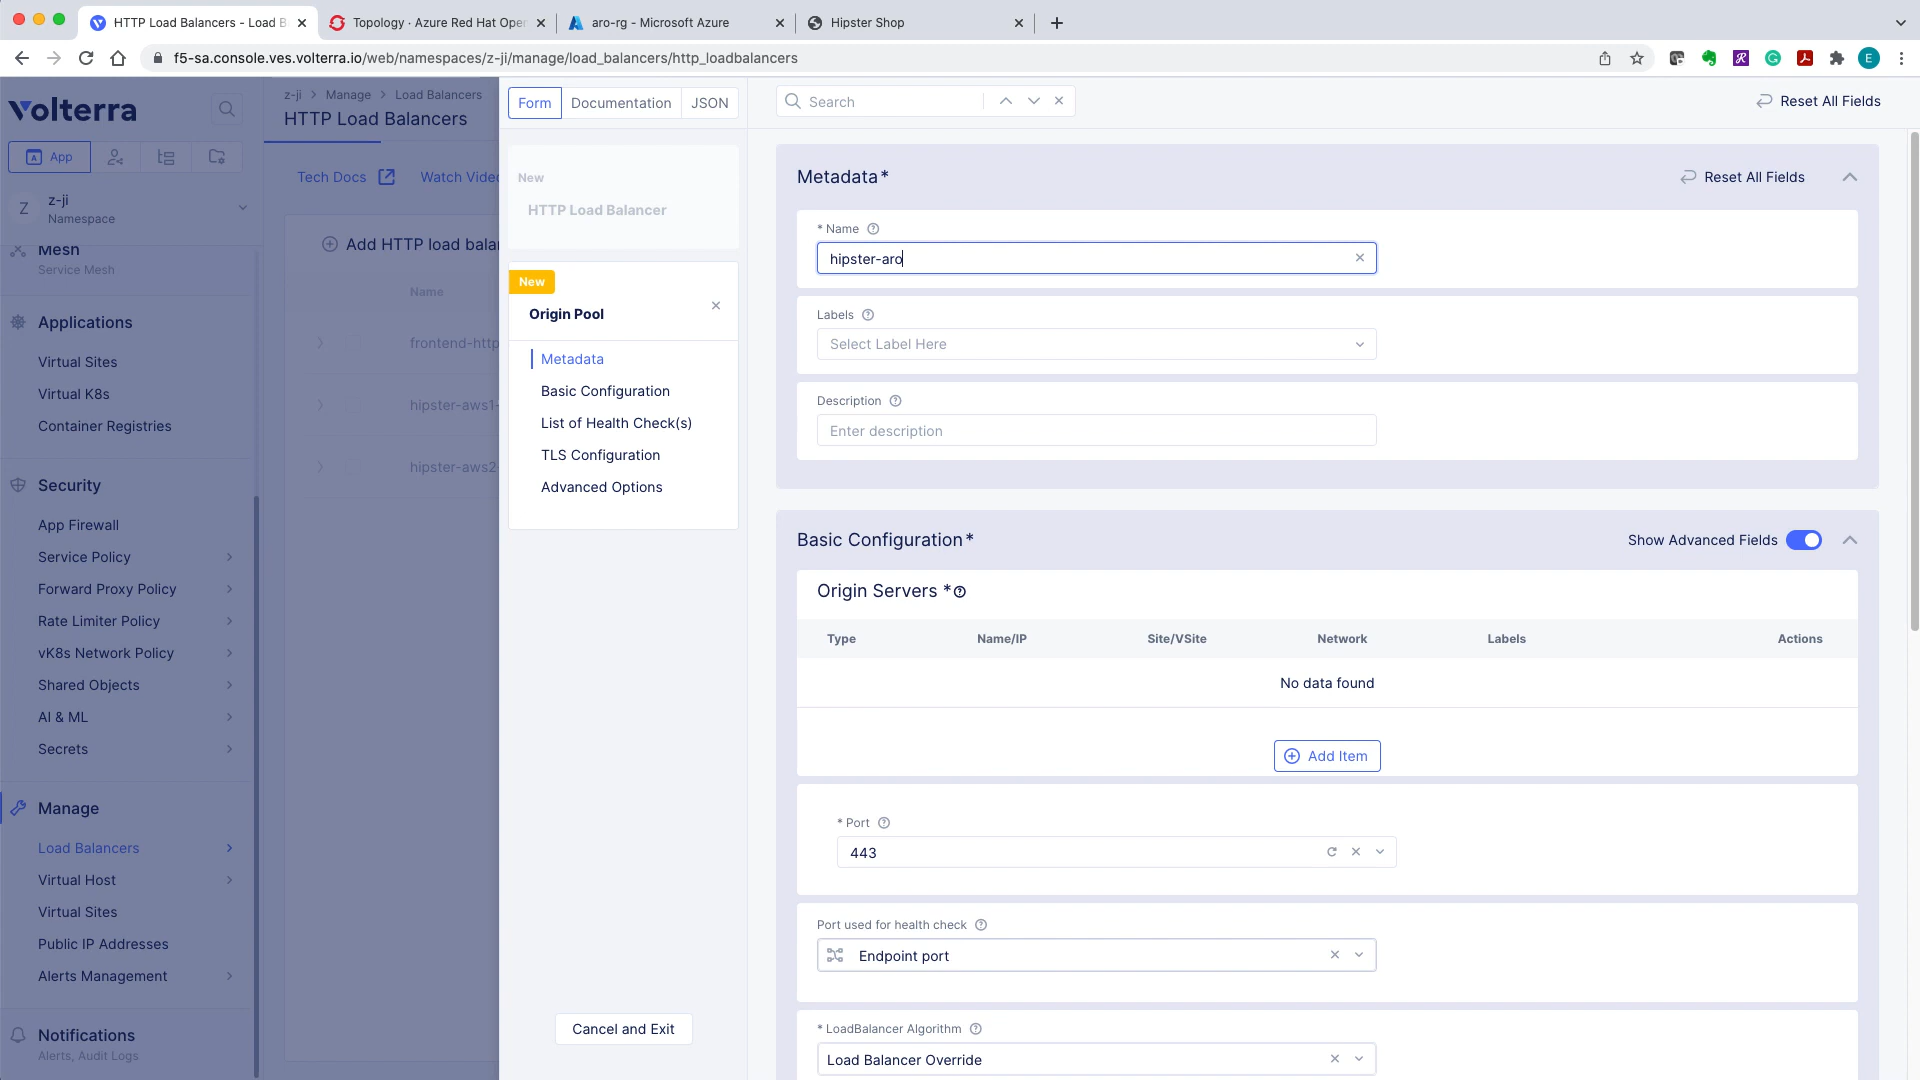 HTTP Load Balancers - Load B
Topology · Azure Red Hat Oper
aro-rg - Microsoft Azure
Hipster Shop
f5-sa.console.ves.volterra.io/web/namespaces/z-ji/manage/load_balancers/http_loadbalancers
E
volterra
App
Z
z-ji
Namespace
Mesh
Service Mesh
Applications
Virtual Sites
Virtual K8s
Container Registries
Security
App Firewall
Service Policy
Forward Proxy Policy
Rate Limiter Policy
vK8s Network Policy
Shared Objects
AI & ML
Secrets
Manage
Load Balancers
Virtual Host
Virtual Sites
Public IP Addresses
Alerts Management
Notifications
Alerts, Audit Logs
z-ji > Manage > Load Balancers
HTTP Load Balancers
Tech Docs
Watch Video
Add HTTP load balan
Name
frontend-http
hipster-aws1-
hipster-aws2
Form
Documentation
JSON
New
HTTP Load Balancer
New
Origin Pool
Metadata
Basic Configuration
List of Health Check(s)
TLS Configuration
Advanced Options
Cancel and Exit
Search
Reset All Fields
Metadata*
Reset All Fields
* Name
hipster-aro
Labels
Select Label Here
Description
Enter description
Basic Configuration*
Show Advanced Fields
Origin Servers *
Type Name/IP Site/VSite Network Labels Actions
No data found
Add Item
* Port
443
Port used for health check
Endpoint port
* LoadBalancer Algorithm
Load Balancer Override